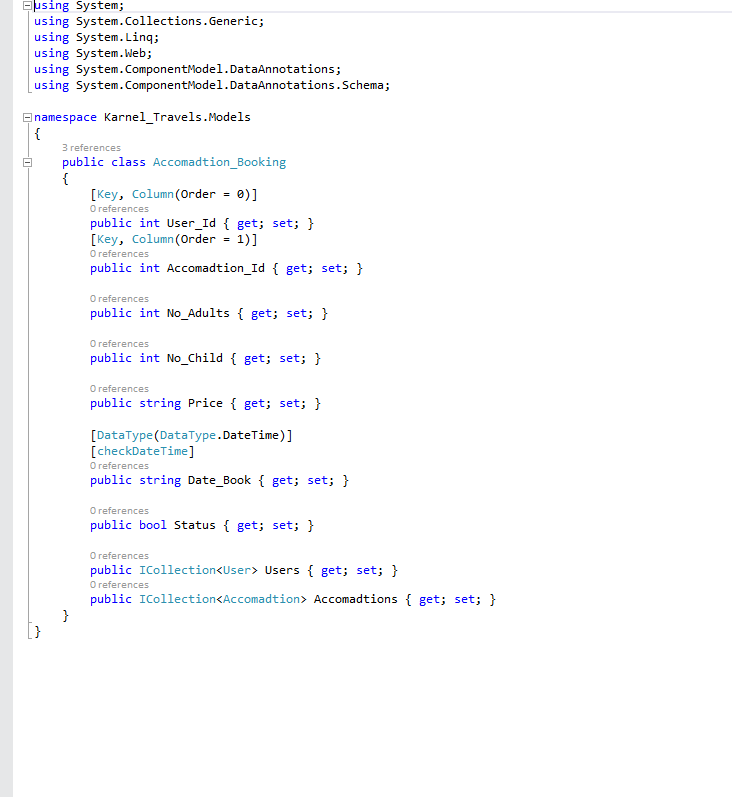 using System;
using System.Collections.Generic;
using System.Linq;
using System.Web;
using System.ComponentModel.DataAnnotations;
using System.ComponentModel.DataAnnotations.Schema;
namespace Karnel_Travels.Models
{
3 references
public class Accomadtion_Booking
{
[Key, Column(Order = 0)]
0 references
public int User_Id { get; set; }
[Key, Column(Order = 1)]
0 references
public int Accomadtion_Id { get; set; }
0 references
public int No_Adults { get; set; }
0 references
public int No_Child { get; set; }
0 references
public string Price { get; set; }
[DataType(DataType.DateTime)]
[checkDateTime]
0 references
public string Date_Book { get; set; }
0 references
public bool Status { get; set; }
0 references
public ICollection<User> Users { get; set; }
0 references
public ICollection<Accomadtion> Accomadtions { get; set; }
}
}